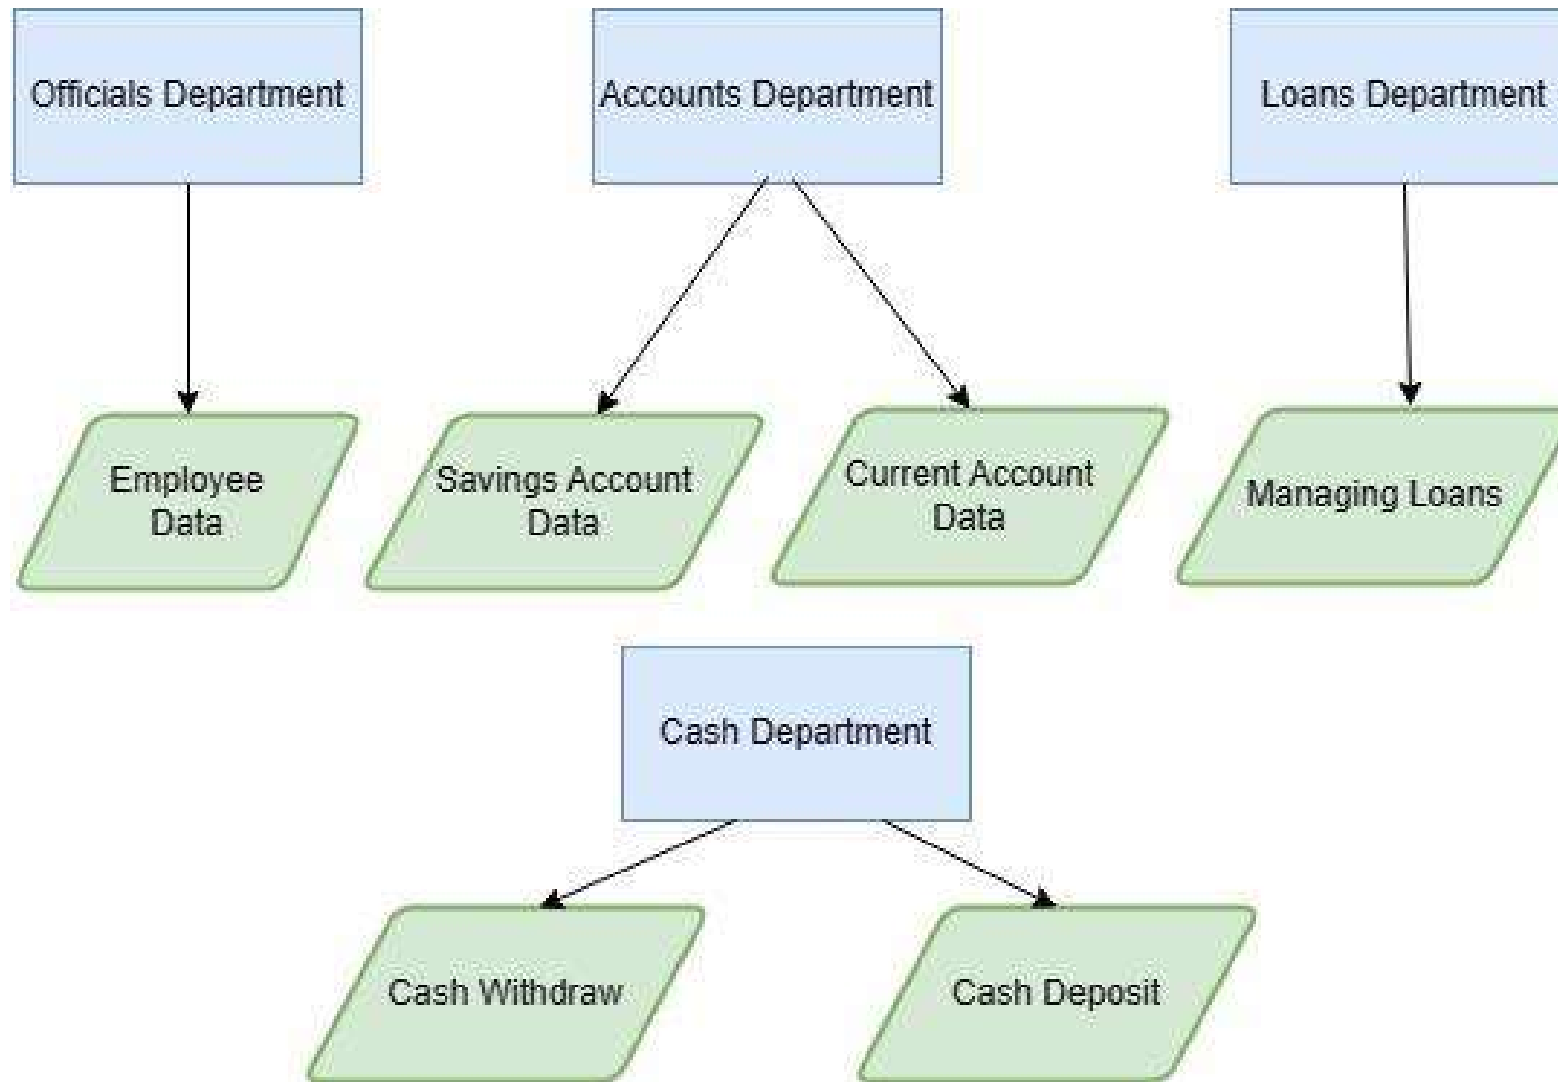 Officials Department
Accounts Department
Loans Department
Employee
Data
Savings Account
Data
Current Account
Data
Managing Loans
Cash Department
Cash Withdraw
Cash Deposit